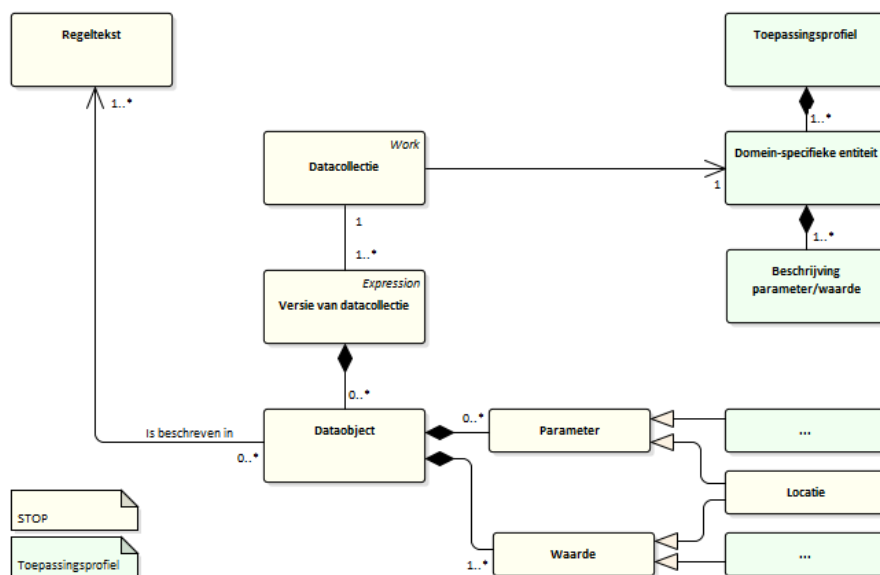 Regeltekst
Toepassingsprofiel
1..*
1..*
Work
Datacollectie
Domein-specifieke entiteit
1
1
1..*
1..*
Expression
Versie van datacollectie
Beschrijving
parameter/waarde
0..*
Is beschreven in
0..*
Dataobject
0..*
Parameter
...
Locatie
STOP
Toepassingsprofiel
1..*
Waarde
...